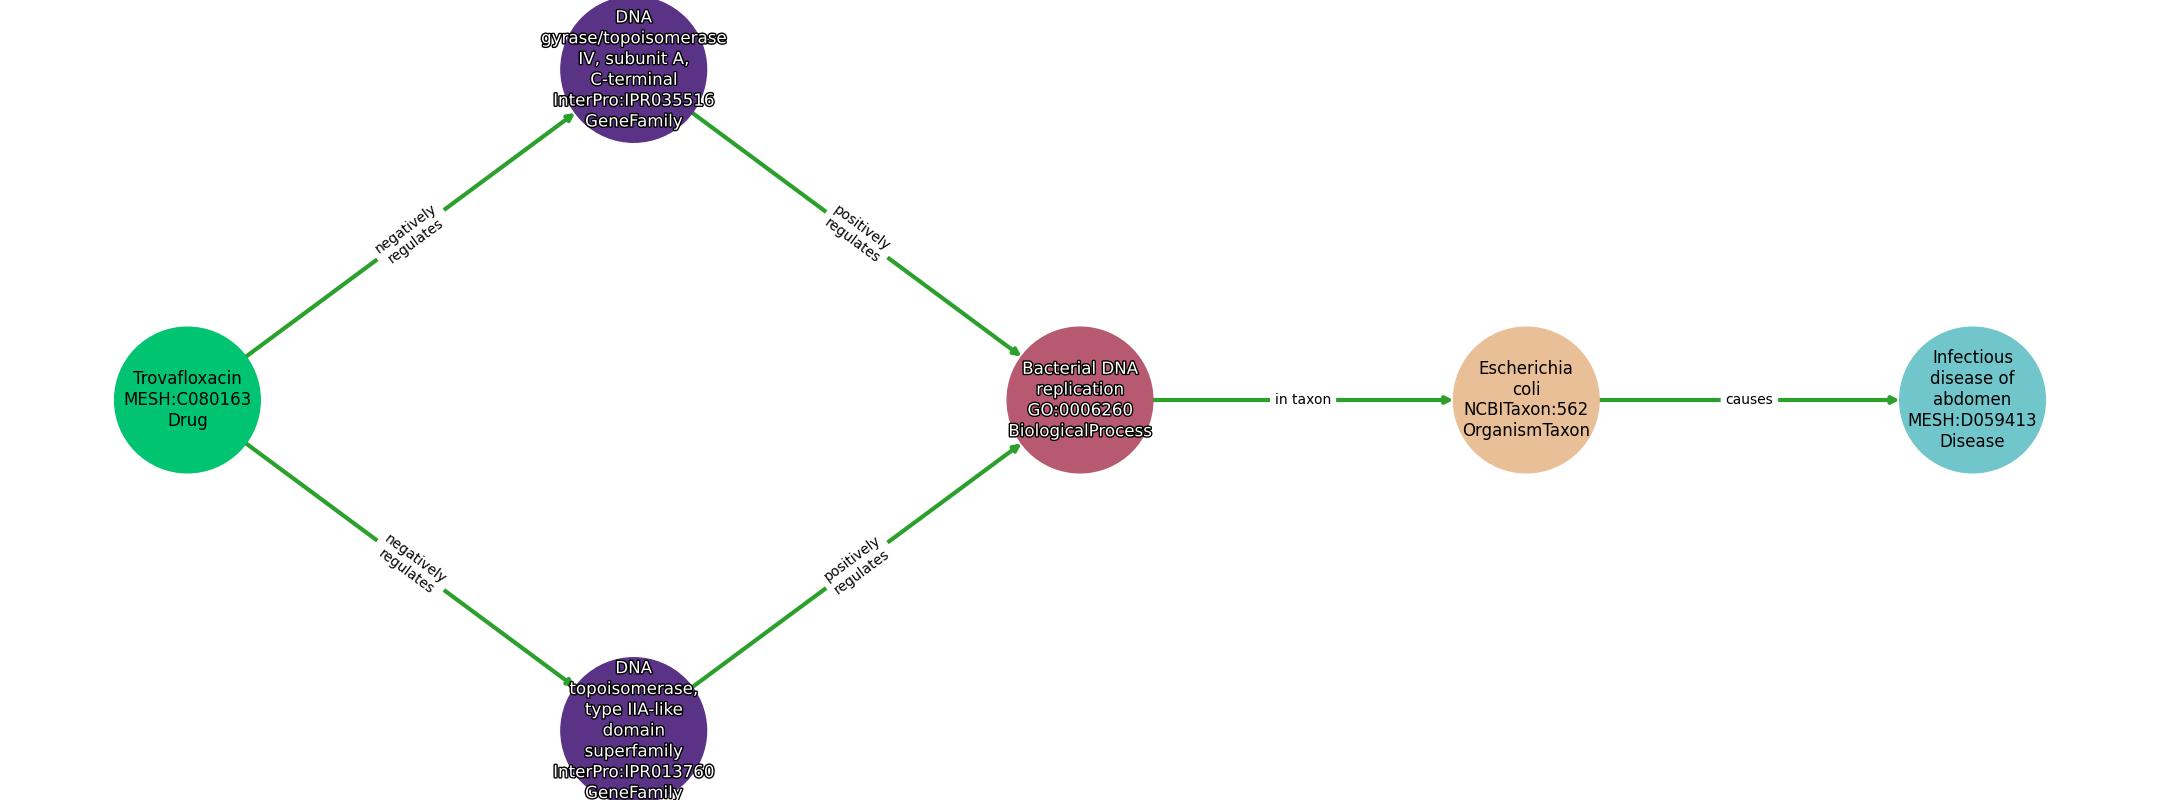 DNA
gyrase/topoisomerase
IV, subunit A,
C-terminal
InterPro:IPR035516
GeneFamily
negatively
regulates
positively
regulates
Trovafloxacin
MESH:C080163
Drug
Bacterial DNA
replication
GO:0006260
BiologicalProcess
in taxon
Escherichia
coli
NCBITaxon:562
OrganismTaxon
causes
Infectious
disease of
abdomen
MESH:D059413
Disease
negatively
regulates
positively
regulates
DNA
topoisomerase,
type IIA-like
domain
superfamily
InterPro:IPR013760
GeneFamily